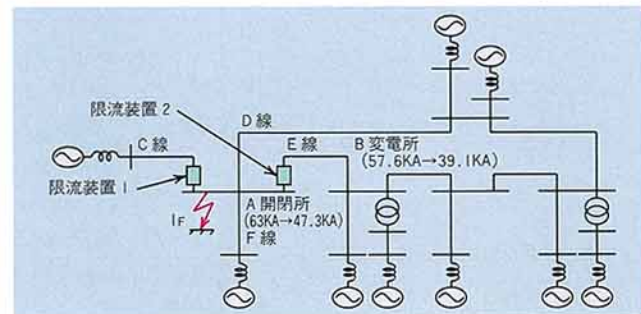 限流装置2
D線
C線
E線
B変電所
(57.6KA→39.1KA)
限流装置1
IF
A開閉所
(63KA→47.3KA)
F線